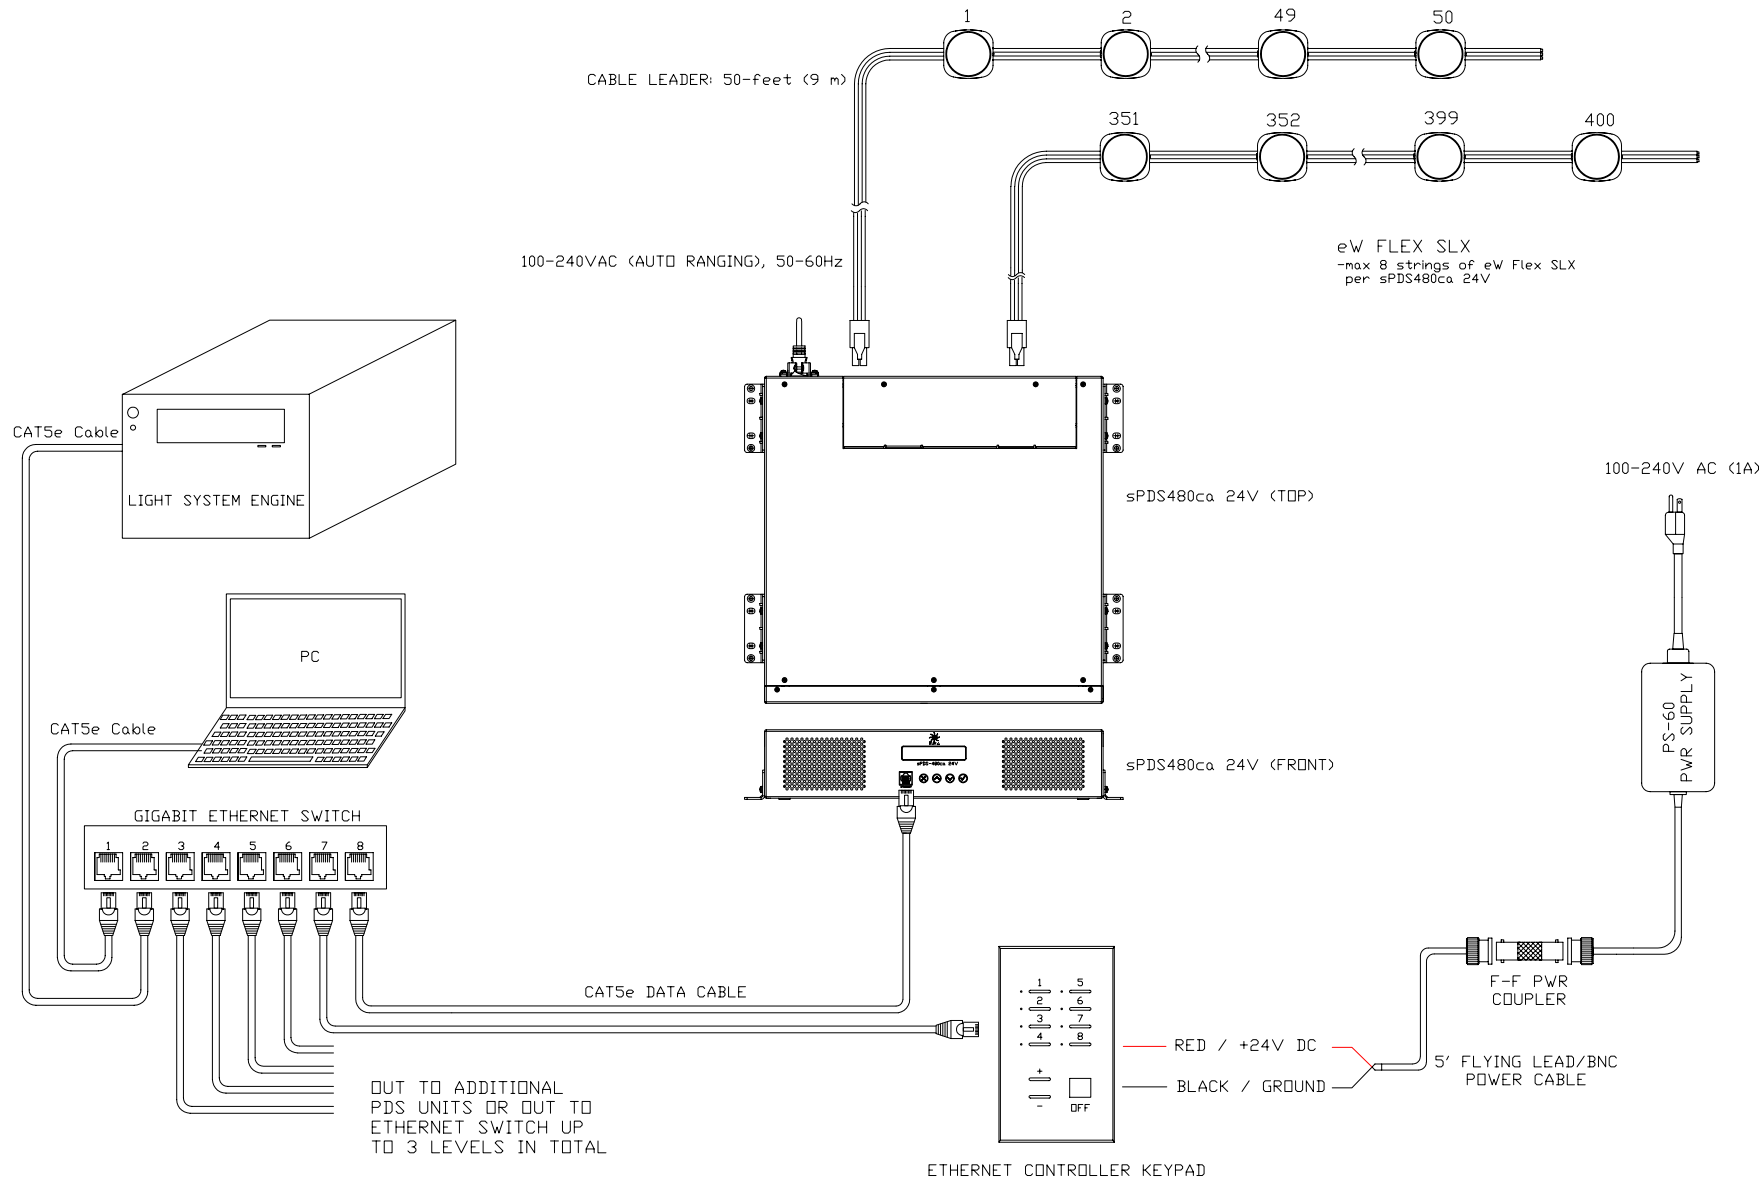 1
2
49
50
CABLE LEADER: 50-feet (9 m)
351
352
399
400
100-240VAC (AUTO RANGING), 50-60Hz
eW FLEX SLX
-max 8 strings of eW Flex SLX
per sPDS480ca 24V
CAT5e Cable
LIGHT SYSTEM ENGINE
sPDS480ca 24V (TOP)
100-240V AC (1A)
PC
CAT5e Cable
PS-60
PWR SUPPLY
sPDS-480ca 24V
sPDS480ca 24V (FRONT)
GIGABIT ETHERNET SWITCH
1 2 3 4 5 6 7 8
CAT5e DATA CABLE
1 5
2 6
3 7
4 8
+
-
OFF
F-F PWR
COUPLER
RED / +24V DC
BLACK / GROUND
5' FLYING LEAD/BNC
POWER CABLE
OUT TO ADDITIONAL
PDS UNITS OR OUT TO
ETHERNET SWITCH UP
TO 3 LEVELS IN TOTAL
ETHERNET CONTROLLER KEYPAD